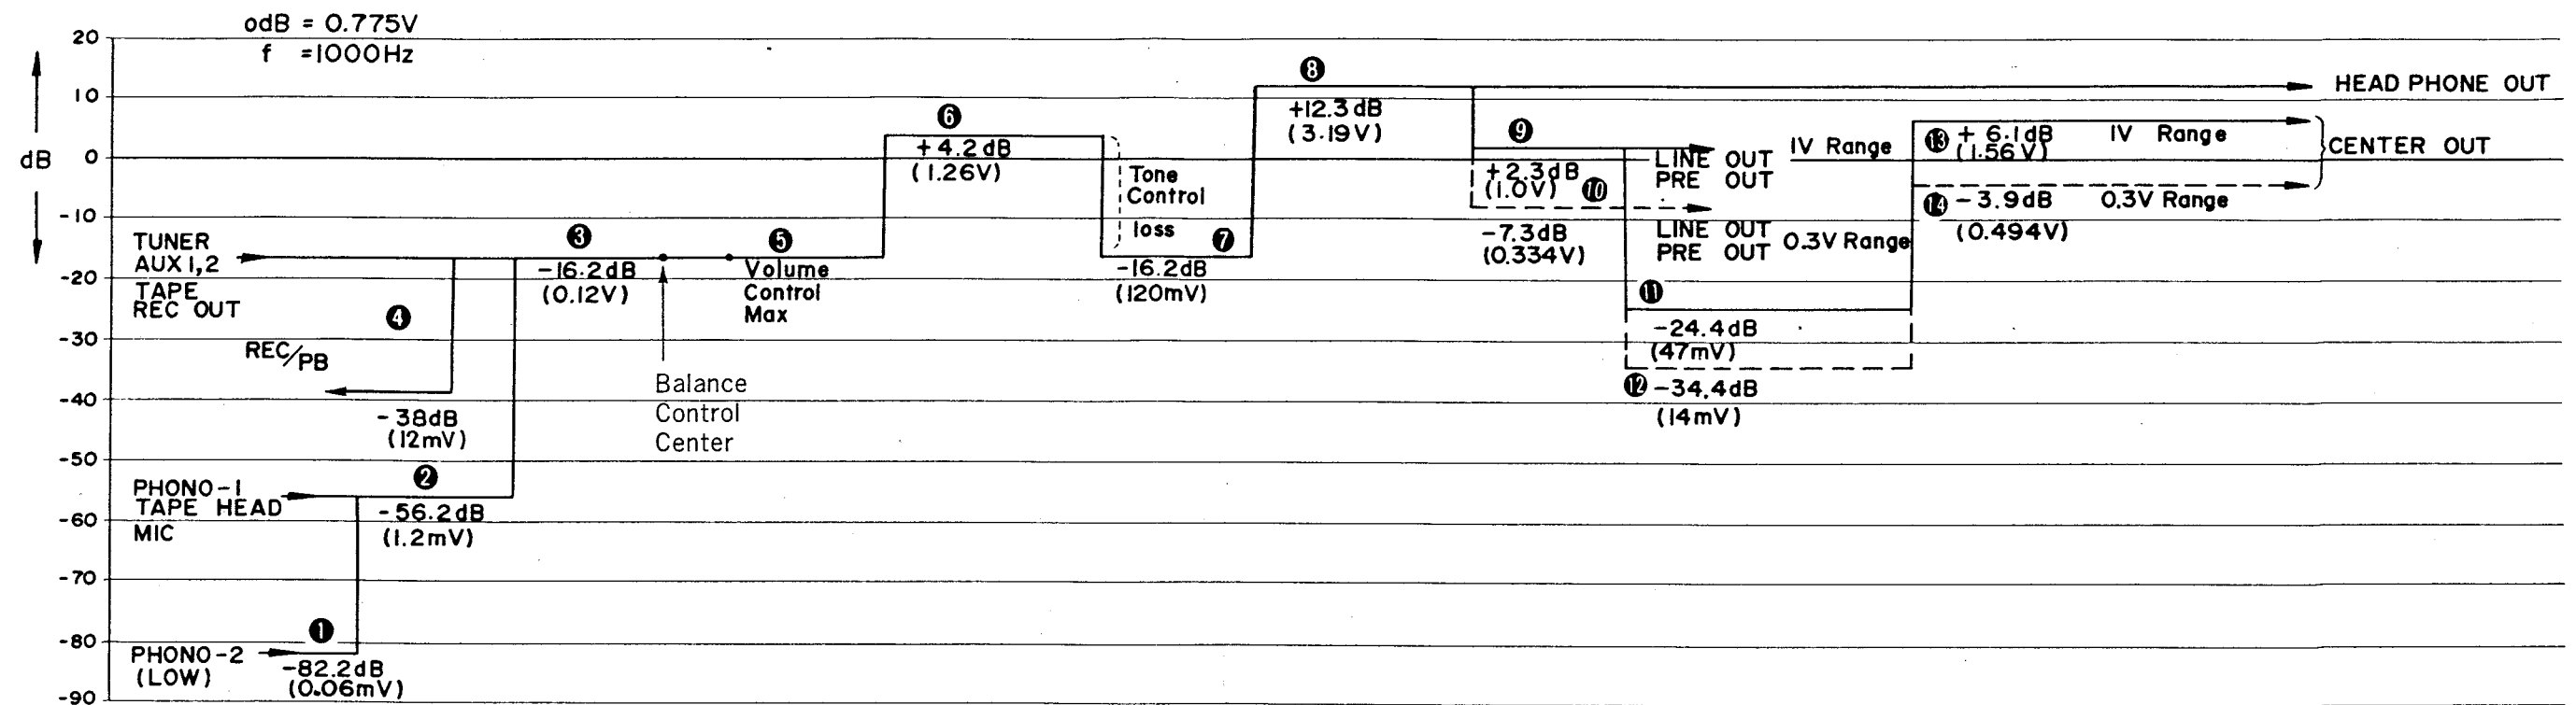 odB = 0.775V
f =1000Hz
20
10
0
-10
-20
-30
-40
-50
-60
-70
-80
-90
dB
TUNER
AUX1,2
TAPE
REC OUT
REC/PB
4
-38dB
(12mV)
PHONO-1
TAPE HEAD
MIC
2
-56.2dB
(1.2mV)
1
PHONO-2
(LOW)
-82.2dB
(0.06mV)
3
-16.2dB
(0.12V)
Balance
Control
Center
5
Volume
Control
Max
6
+4.2dB
(1.26V)
Tone
Control
loss
7
-16.2dB
(120mV)
8
+12.3dB
(3.19V)
HEAD PHONE OUT
9
+2.3dB
(1.0V)
LINE OUT
PRE OUT
1V Range
10
-7.3dB
(0.334V)
LINE OUT
PRE OUT
0.3V Range
11
-24.4dB
(47mV)
12
-34.4dB
(14mV)
13
+6.1dB
(1.56V)
1V Range
CENTER OUT
14
-3.9dB
(0.494V)
0.3V Range